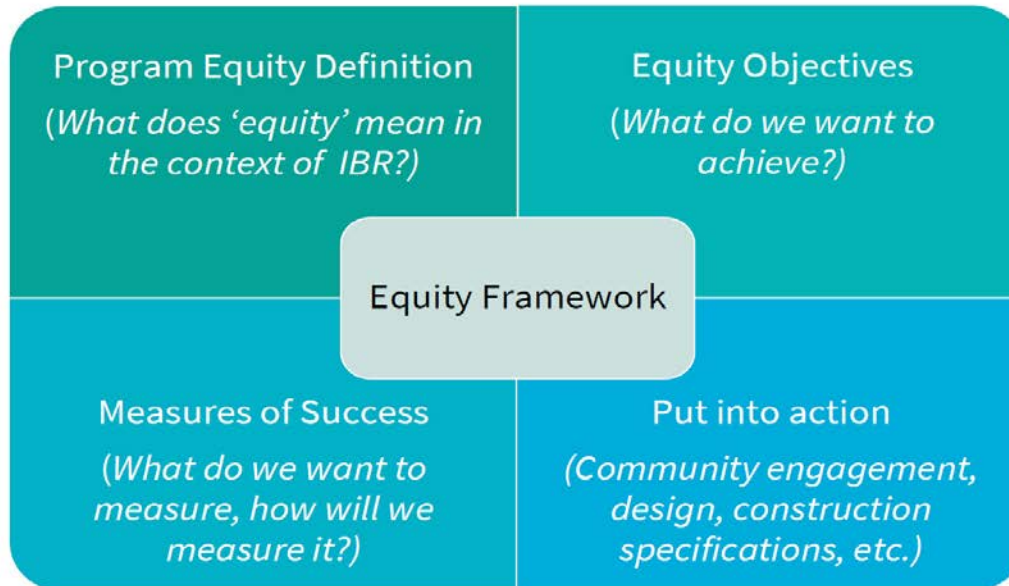 Program Equity Definition
(What does ‘equity’ mean in
the context of IBR?)
Equity Objectives
(What do we want to
achieve?)
Equity Framework
Measures of Success
(What do we want to
measure, how will we
measure it?)
Put into action
(Community engagement,
design, construction
specifications, etc.)